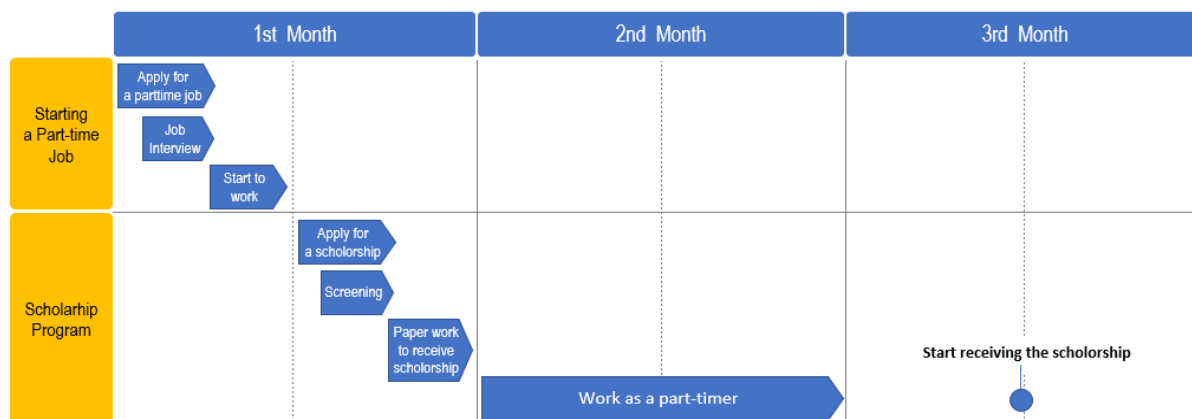 1st Month
2nd Month
3rd Month
Starting
a Part-time
Job
Apply for
a parttime job
Job
Interview
Start to
work
Scholarhip
Program
Apply for
a scholorship
Screening
Paper work
to receive
scholorship
Work as a part-timer
Start receiving the scholorship